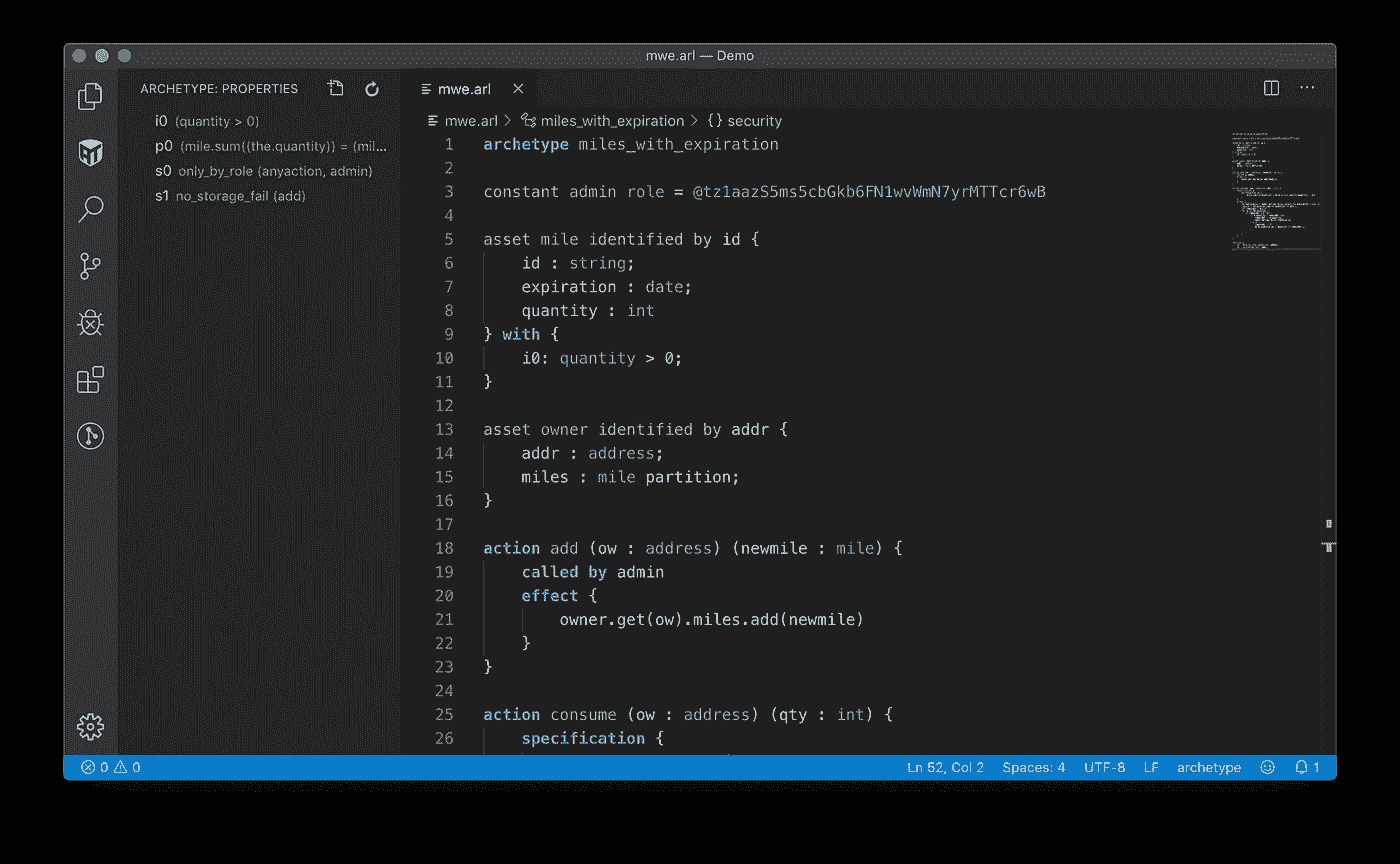 mwe.arl — Demo
ARCHETYPE: PROPERTIES
i0 (quantity > 0)
p0 (mile.sum((the.quantity)) = (mil...
s0 only_by_role (anyaction, admin)
s1 no_storage_fail (add)
mwe.arl
mwe.arl > miles_with_expiration > {} security
1 archetype miles_with_expiration
2
3 constant admin role = @tz1aazS5ms5cbGkb6FN1wvWmN7yrMTTcr6wB
4
5 asset mile identified by id {
6 id : string;
7 expiration : date;
8 quantity : int
9 } with {
10 i0: quantity > 0;
11 }
12
13 asset owner identified by addr {
14 addr : address;
15 miles : mile partition;
16 }
17
18 action add (ow : address) (newmile : mile) {
19 called by admin
20 effect {
21 owner.get(ow).miles.add(newmile)
22 }
23 }
24
25 action consume (ow : address) (qty : int) {
26 specification {
0 0 Ln 52, Col 2 Spaces: 4 UTF-8 LF archetype 1